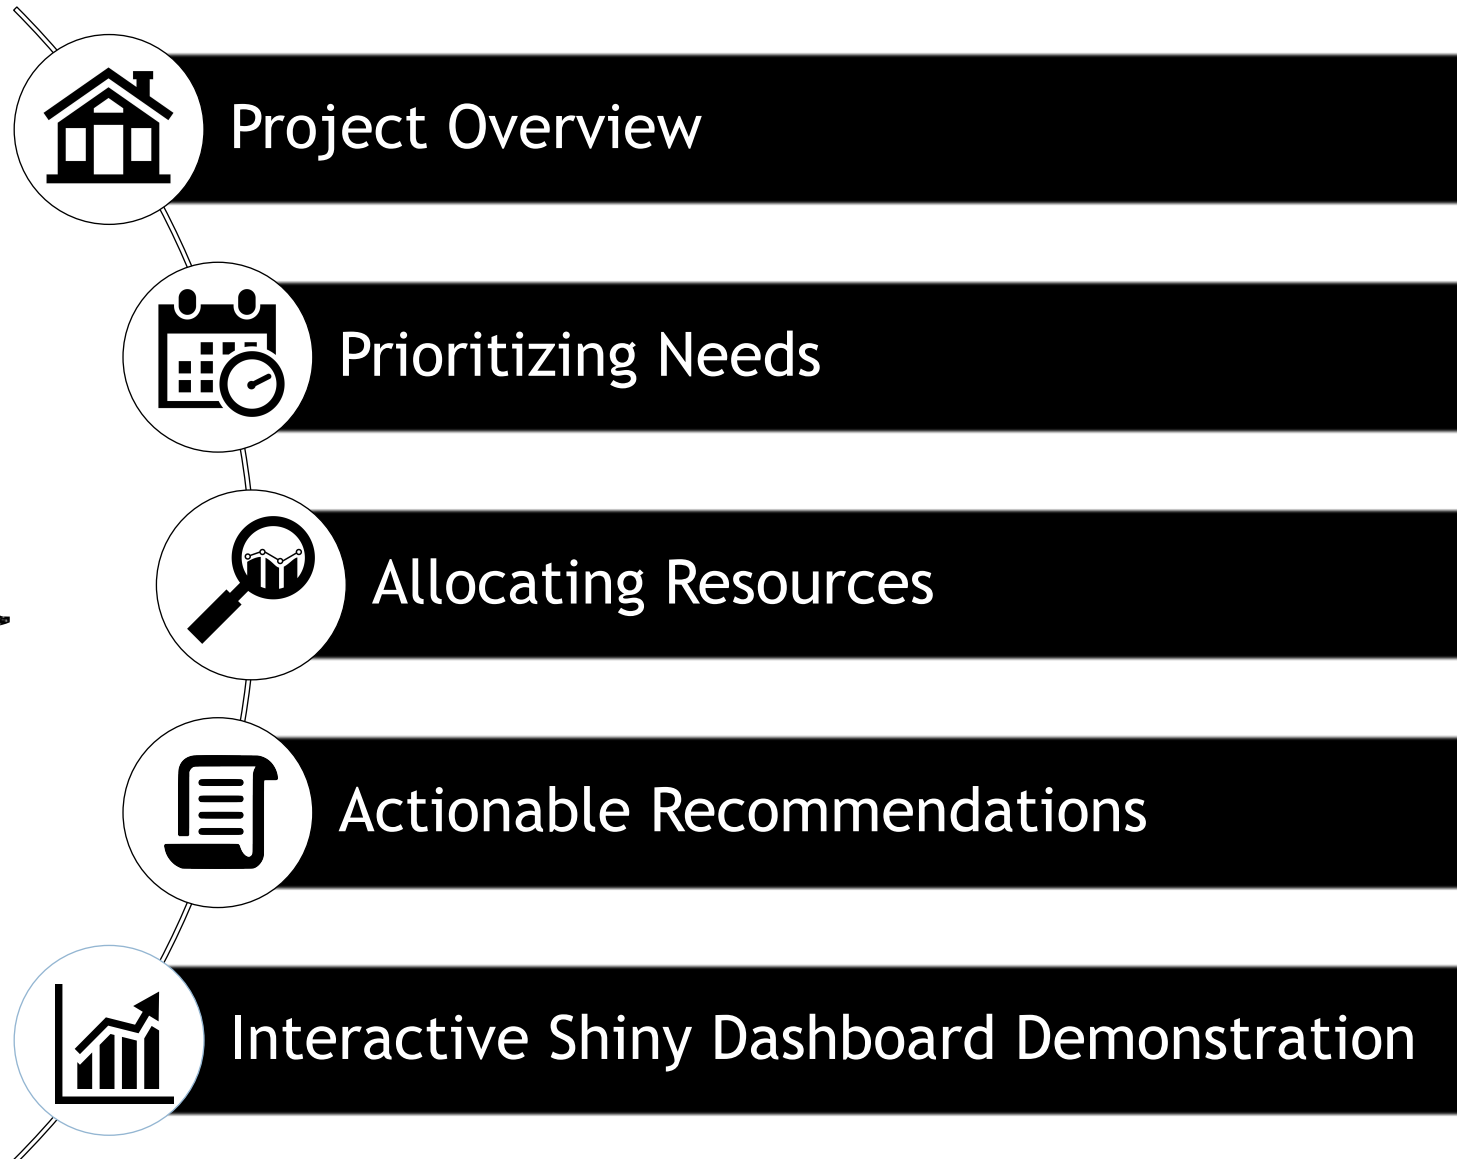 Project Overview
Prioritizing Needs
Allocating Resources
Actionable Recommendations
Interactive Shiny Dashboard Demonstration